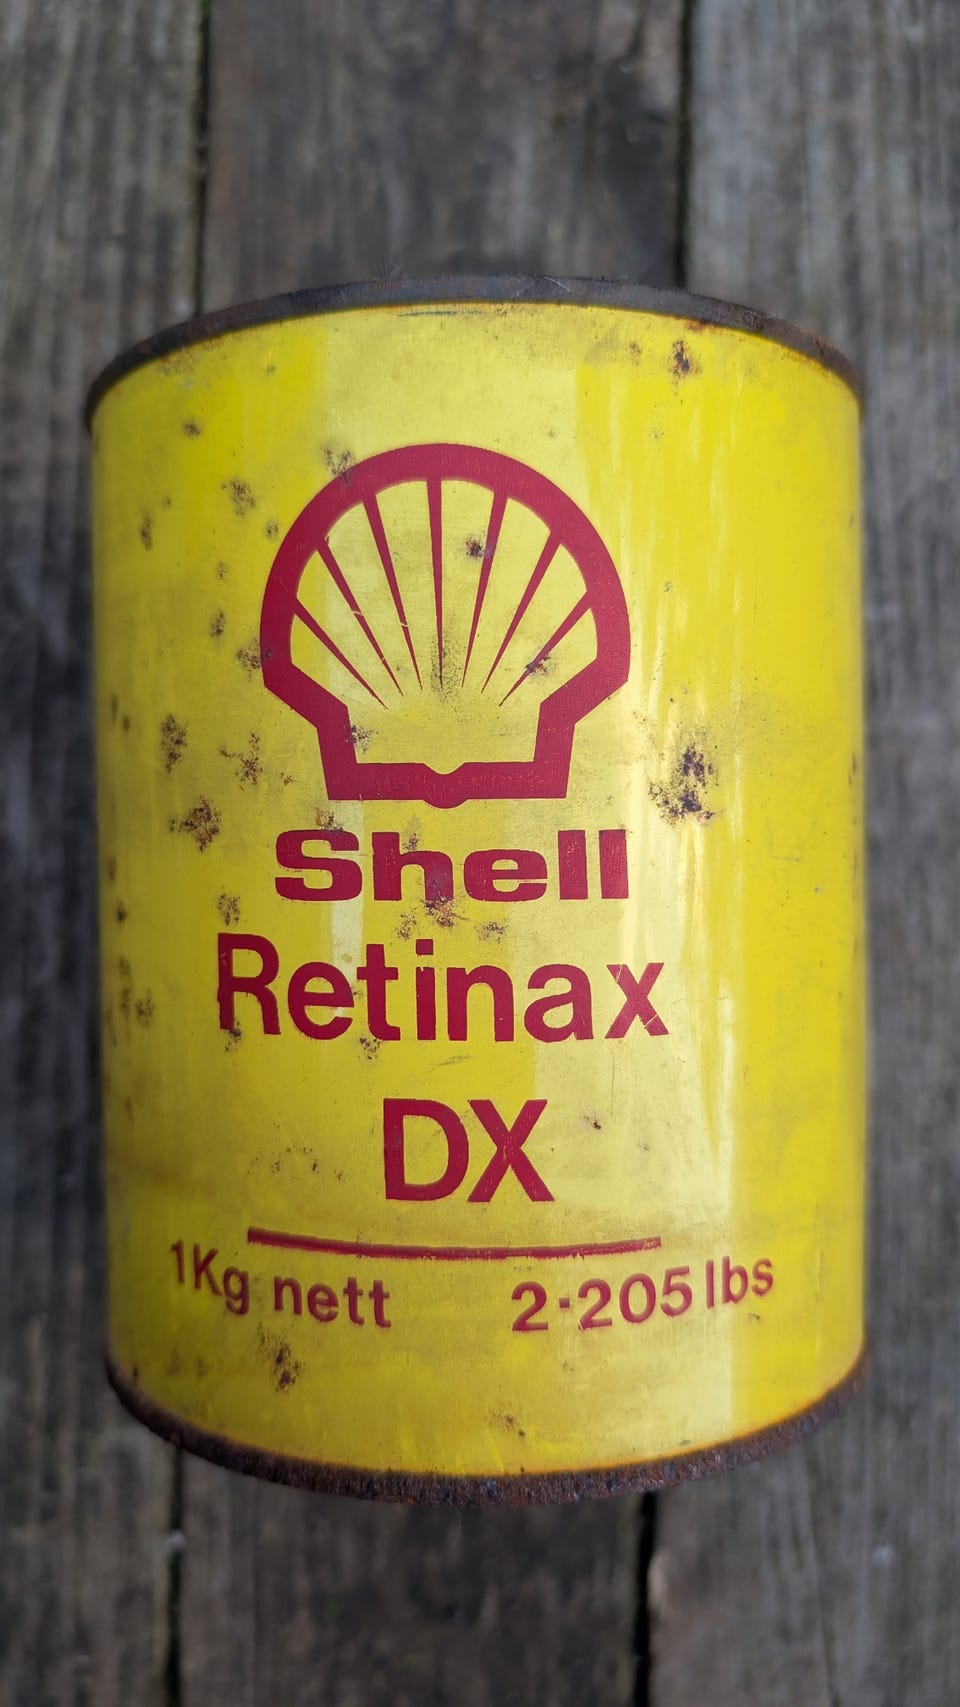 Shell
Retinax
DX
1Kg nett 2·205 lbs